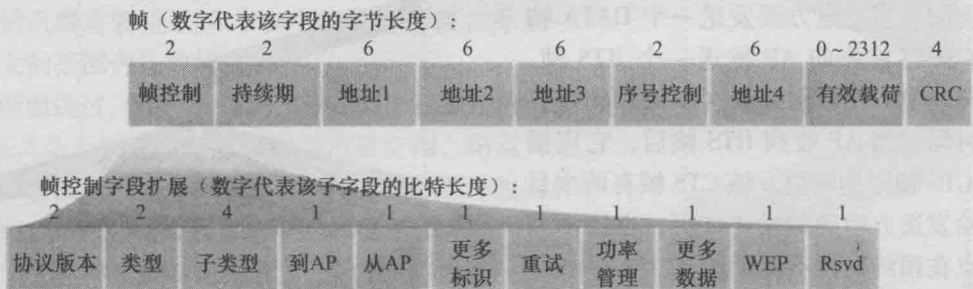 帧（数字代表该字段的字节长度）：
2 2 6 6 6 2 6 0~2312 4
帧控制 持续期 地址1 地址2 地址3 序号控制 地址4 有效载荷 CRC
帧控制字段扩展（数字代表该子字段的比特长度）：
2 2 4 1 1 1 1 1 1 1 1
协议版本 类型 子类型 到AP 从AP 更多标识 重试 功率管理 更多数据 WEP Rsvd